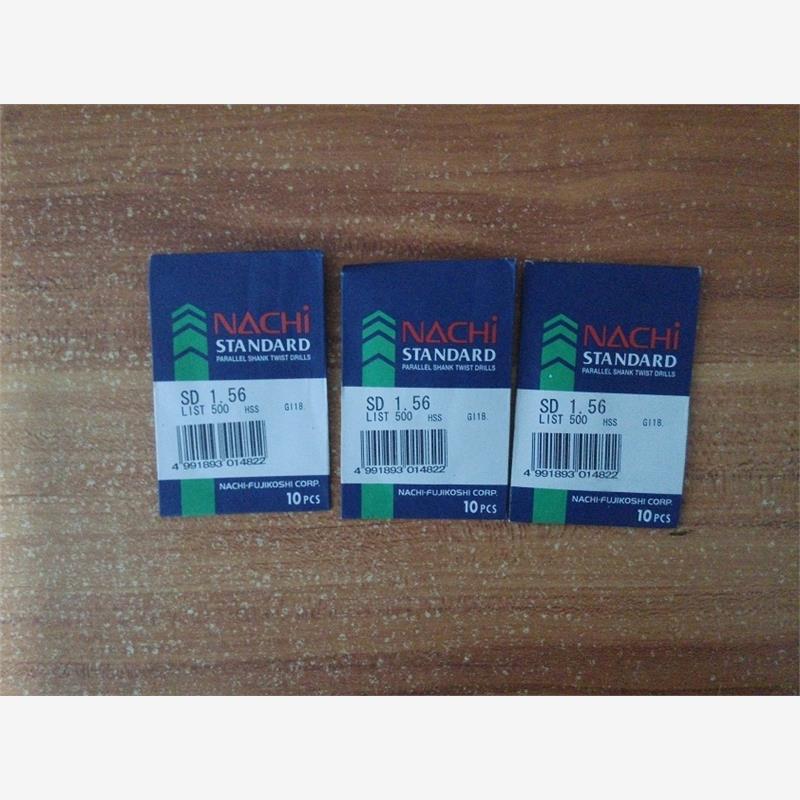 NACHi
STANDARD
PARALLEL SHANK TWIST DRILLS
SD 1.56
LIST 500 HSS GI18.
4 991893 014822
NACHI-FUJIKOSHI CORP.
10 PCS
NACHi
STANDARD
PARALLEL SHANK TWIST DRILLS
SD 1.56
LIST 500 HSS GI18.
4 991893 014822
NACHI-FUJIKOSHI CORP.
10 PCS
NACHi
STANDARD
PARALLEL SHANK TWIST DRILLS
SD 1.56
LIST 500 HSS GI18.
4 991893 014822
NACHI-FUJIKOSHI CORP.
10 PCS